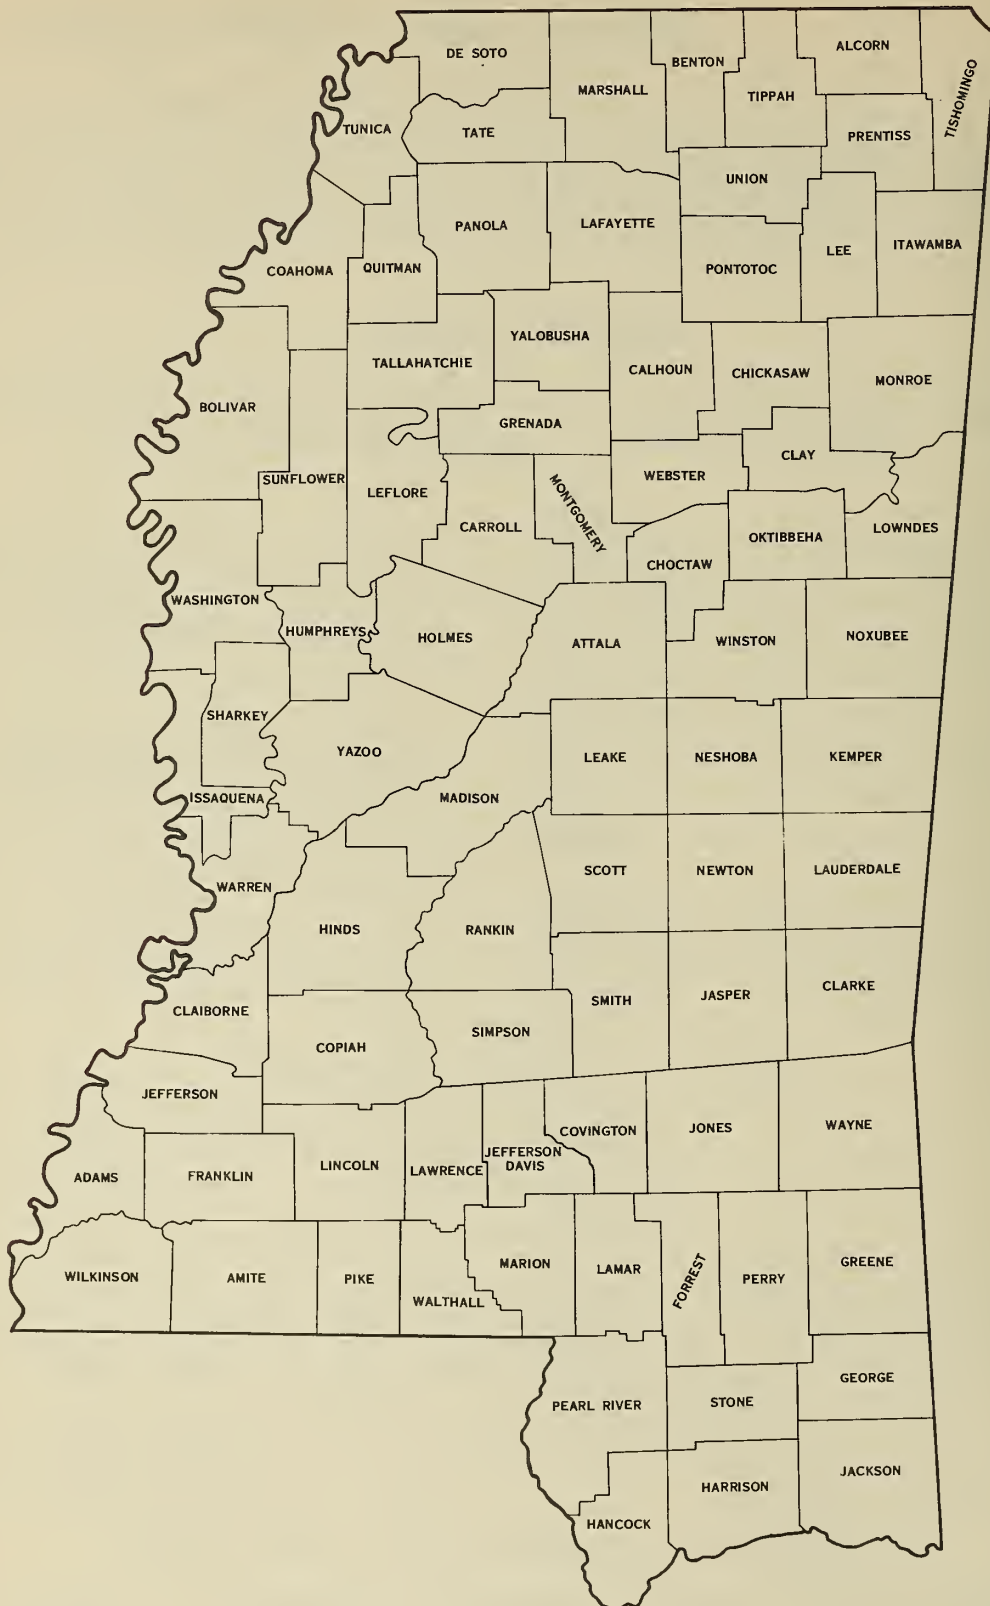 DE SOTO
ALCORN
BENTON
MARSHALL
TIPPAH
TISHOMINGO
TUNICA
TATE
PRENTISS
UNION
PANOLA
LAFAYETTE
ITAWAMBA
LEE
COAHOMA
QUITMAN
PONTOTOC
YALOBUSHA
TALLAHATCHIE
CALHOUN
CHICKASAW
MONROE
BOLIVAR
GRENADA
CLAY
SUNFLOWER
WEBSTER
LEFLORE
MONTGOMERY
CARROLL
LOWNDES
OKTIBBEHA
CHOCTAW
WASHINGTON
HUMPHREYS
HOLMES
ATTALA
WINSTON
NOXUBEE
SHARKEY
YAZOO
LEAKE
NESHOBA
KEMPER
ISSAQUENA
MADISON
SCOTT
NEWTON
LAUDERDALE
WARREN
HINDS
RANKIN
CLARKE
SMITH
JASPER
CLAIBORNE
SIMPSON
COPIAH
JEFFERSON
COVINGTON
JONES
WAYNE
JEFFERSON
DAVIS
LINCOLN
LAWRENCE
ADAMS
FRANKLIN
MARION
LAMAR
FORREST
GREENE
WILKINSON
AMITE
PIKE
PERRY
WALTHALL
GEORGE
PEARL RIVER
STONE
JACKSON
HARRISON
HANCOCK